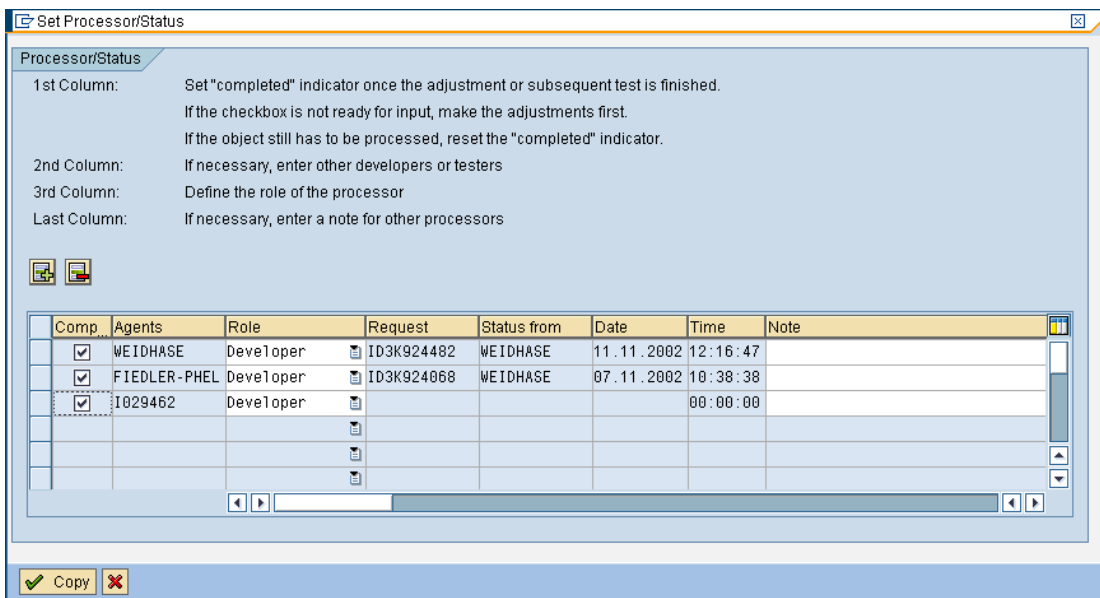 Set Processor/Status
Processor/Status
1st Column: Set "completed" indicator once the adjustment or subsequent test is finished.
If the checkbox is not ready for input, make the adjustments first.
If the object still has to be processed, reset the "completed" indicator.
2nd Column: If necessary, enter other developers or testers
3rd Column: Define the role of the processor
Last Column: If necessary, enter a note for other processors
Comp... Agents Role Request Status from Date Time Note
WEIDHASE Developer ID3K924482 WEIDHASE 11.11.2002 12:16:47
FIEDLER-PHEL Developer ID3K924068 WEIDHASE 07.11.2002 10:38:38
I029462 Developer 00:00:00
Copy